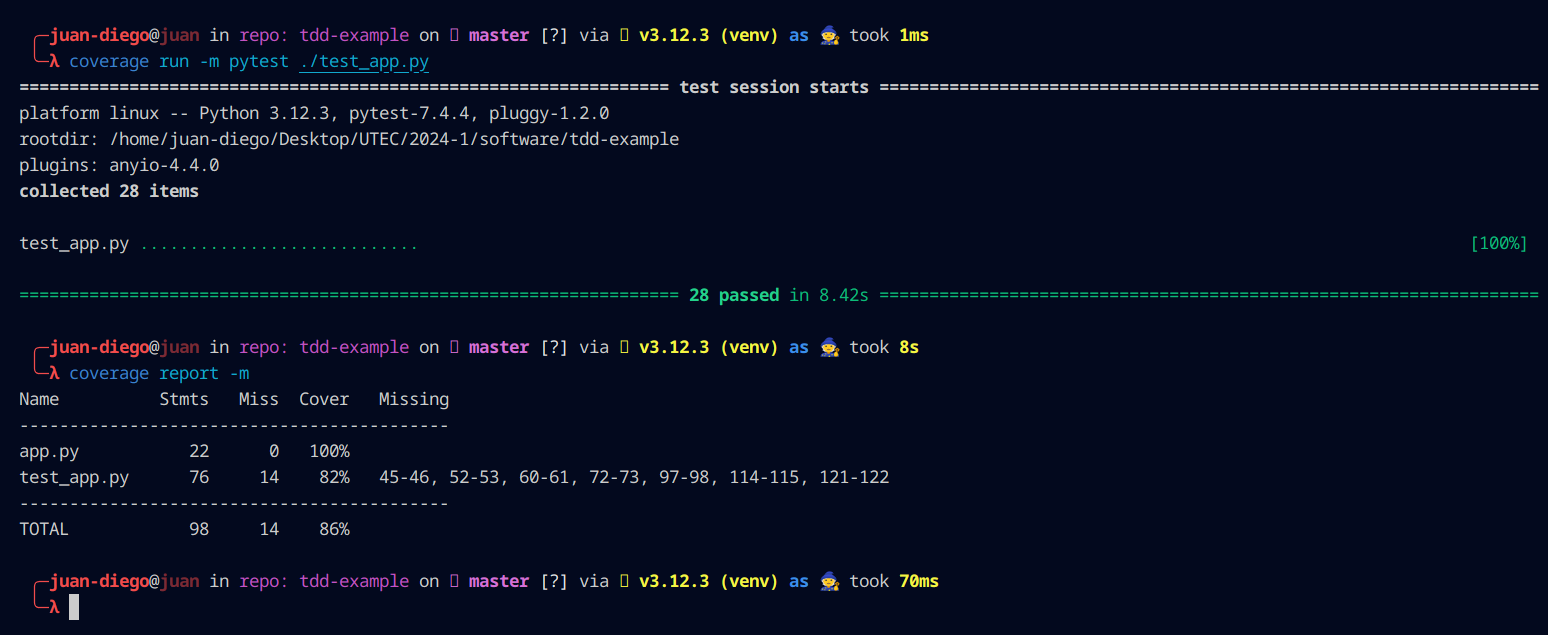 juan-diego@juan in repo: tdd-example on  master [?] via  v3.12.3 (venv) as 🧙 took 1ms
λ coverage run -m pytest ./test_app.py
================================================================= test session starts ==================================================================
platform linux -- Python 3.12.3, pytest-7.4.4, pluggy-1.2.0
rootdir: /home/juan-diego/Desktop/UTEC/2024-1/software/tdd-example
plugins: anyio-4.4.0
collected 28 items
test_app.py ............................ [100%]
================================================================== 28 passed in 8.42s ==================================================================
juan-diego@juan in repo: tdd-example on  master [?] via  v3.12.3 (venv) as 🧙 took 8s
λ coverage report -m
Name          Stmts   Miss  Cover   Missing
-------------------------------------------
app.py           22      0   100%
test_app.py      76     14    82%   45-46, 52-53, 60-61, 72-73, 97-98, 114-115, 121-122
-------------------------------------------
TOTAL            98     14    86%
juan-diego@juan in repo: tdd-example on  master [?] via  v3.12.3 (venv) as 🧙 took 70ms
λ